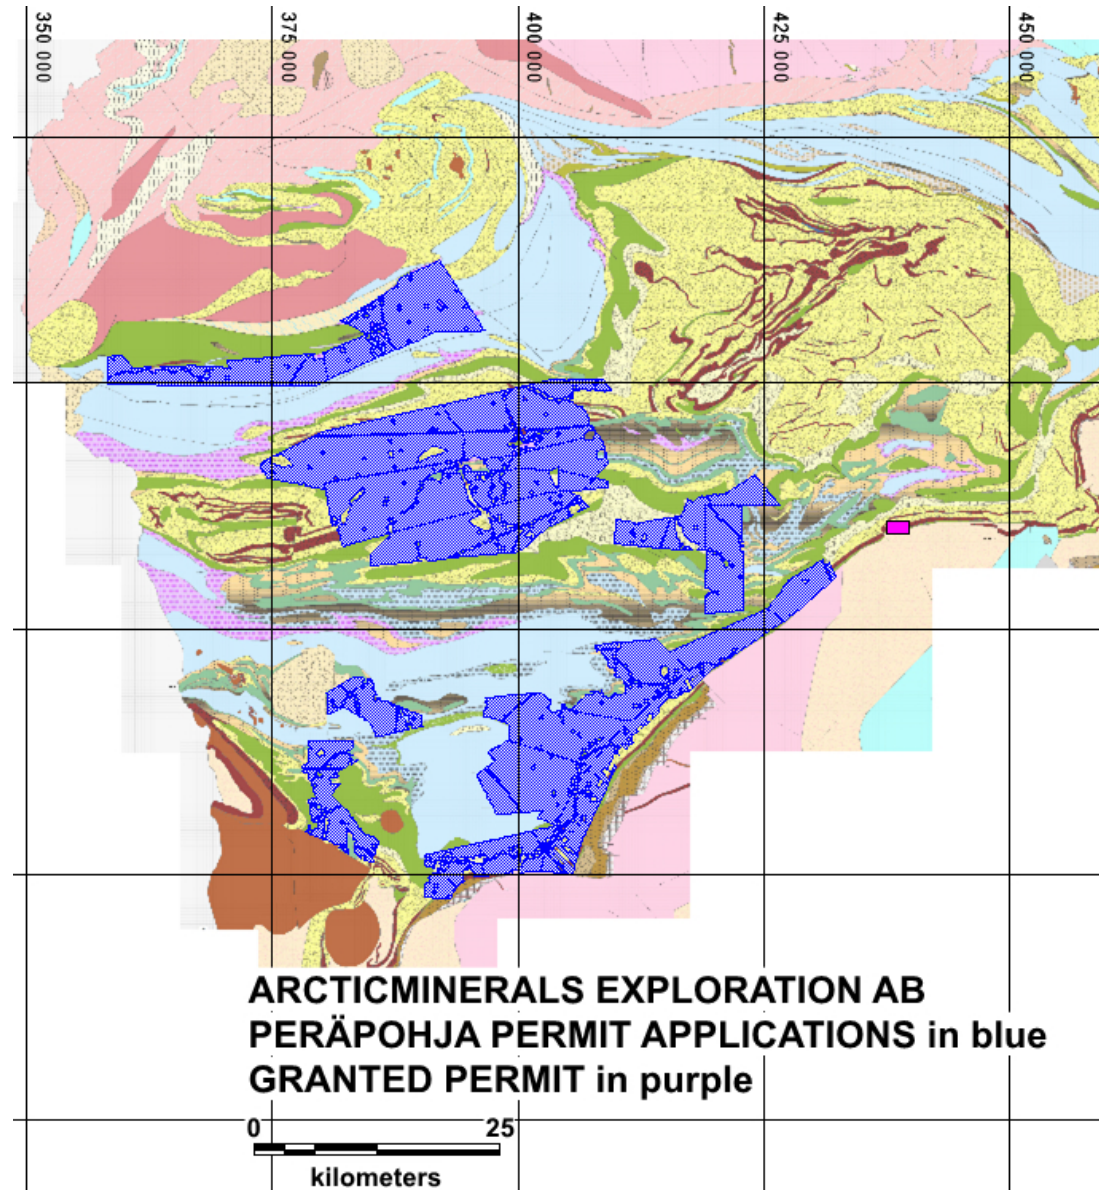 350 000
375 000
400 000
425 000
450 000
ARCTICMINERALS EXPLORATION AB
PERÄPOHJA PERMIT APPLICATIONS in blue
GRANTED PERMIT in purple
0 25
kilometers